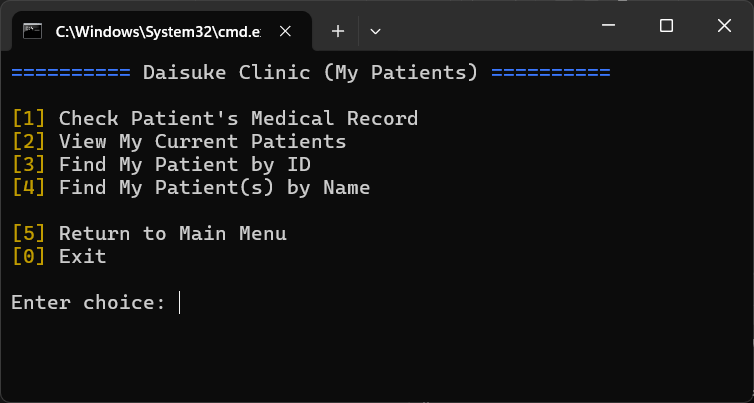 C:\Windows\System32\cmd.e
========== Daisuke Clinic (My Patients) ==========
[1] Check Patient's Medical Record
[2] View My Current Patients
[3] Find My Patient by ID
[4] Find My Patient(s) by Name
[5] Return to Main Menu
[0] Exit
Enter choice: